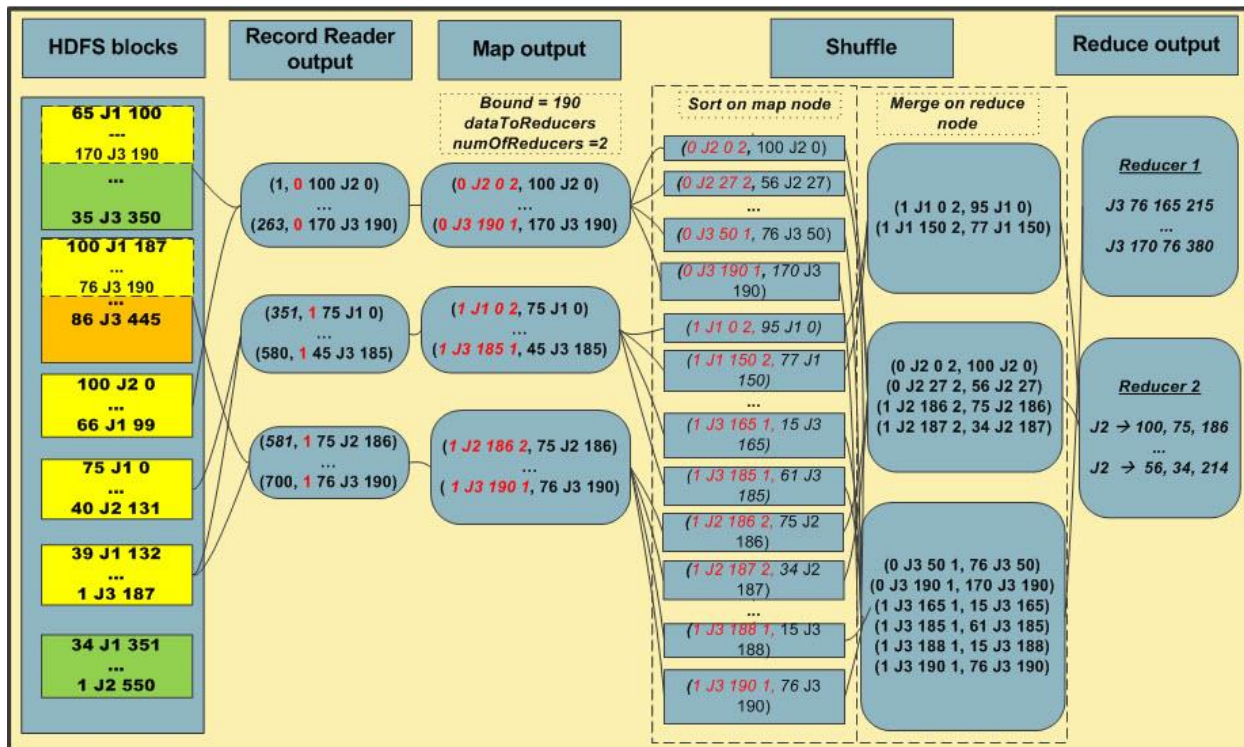 HDFS blocks
Record Reader
output
Map output
Shuffle
Reduce output
65 J1 100
---
170 J3 190
...
35 J3 350
100 J1 187
...
76 J3 190
...
86 J3 445
100 J2 0
...
66 J1 99
75 J1 0
...
40 J2 131
39 J1 132
...
1 J3 187
34 J1 351
...
1 J2 550
(1, 0 100 J2 0)
...
(263, 0 170 J3 190)
(351, 1 75 J1 0)
...
(580, 1 45 J3 185)
(581, 1 75 J2 186)
...
(700, 1 76 J3 190)
Bound = 190
dataToReducers
numOfReducers =2
(0 J2 0 2, 100 J2 0)
...
(0 J3 190 1, 170 J3 190)
(1 J1 0 2, 75 J1 0)
...
(1 J3 185 1, 45 J3 185)
(1 J2 186 2, 75 J2 186)
...
( 1 J3 190 1, 76 J3 190)
Sort on map node
(0 J2 0 2, 100 J2 0)
(0 J2 27 2, 56 J2 27)
...
(0 J3 50 1, 76 J3 50)
(0 J3 190 1, 170 J3
190)
(1 J1 0 2, 95 J1 0)
(1 J1 150 2, 77 J1
150)
...
(1 J3 165 1, 15 J3
165)
(1 J3 185 1, 61 J3
185)
(1 J2 186 2, 75 J2
186)
(1 J2 187 2, 34 J2
187)
...
(1 J3 188 1, 15 J3
188)
(1 J3 190 1, 76 J3
190)
Merge on reduce
node
(1 J1 0 2, 95 J1 0)
(1 J1 150 2, 77 J1 150)
(0 J2 0 2, 100 J2 0)
(0 J2 27 2, 56 J2 27)
(1 J2 186 2, 75 J2 186)
(1 J2 187 2, 34 J2 187)
(0 J3 50 1, 76 J3 50)
(0 J3 190 1, 170 J3 190)
(1 J3 165 1, 15 J3 165)
(1 J3 185 1, 61 J3 185)
(1 J3 188 1, 15 J3 188)
(1 J3 190 1, 76 J3 190)
Reducer 1
J3 76 165 215
...
J3 170 76 380
Reducer 2
J2 → 100, 75, 186
...
J2 → 56, 34, 214